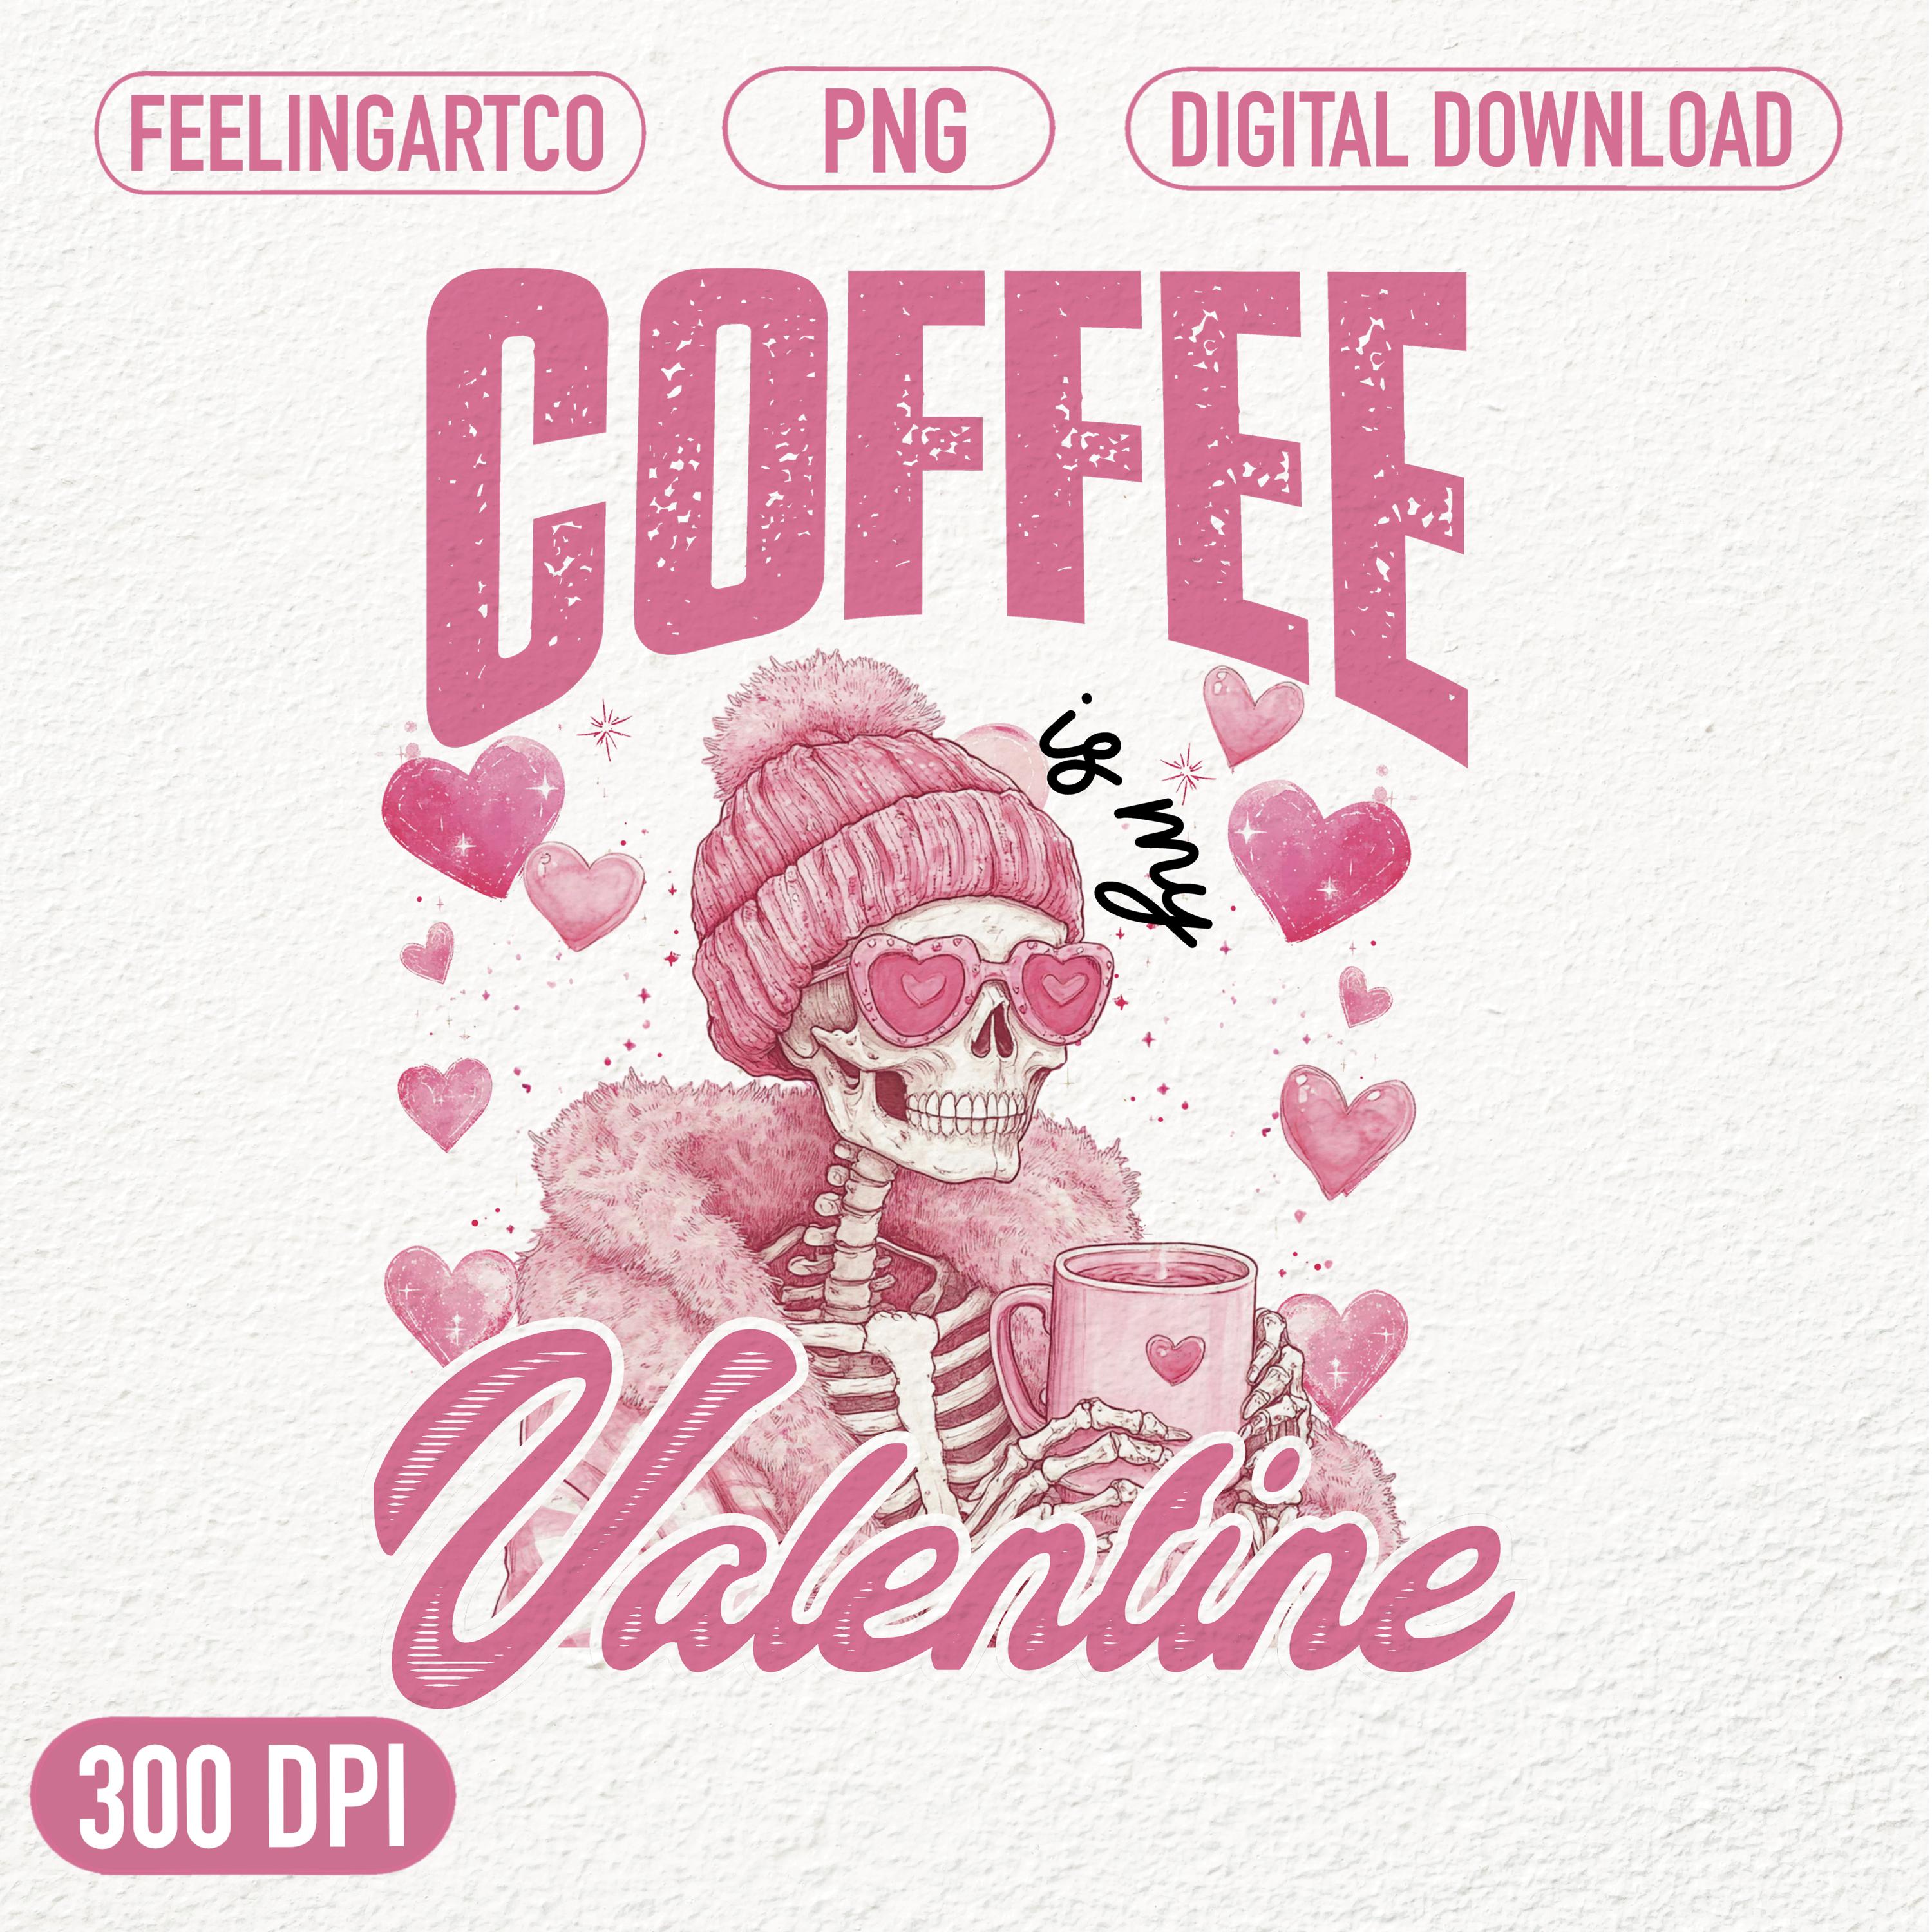 FEELINGARTCO
PNG
DIGITAL DOWNLOAD
COFFEE
is my
Valentine
300 DPI